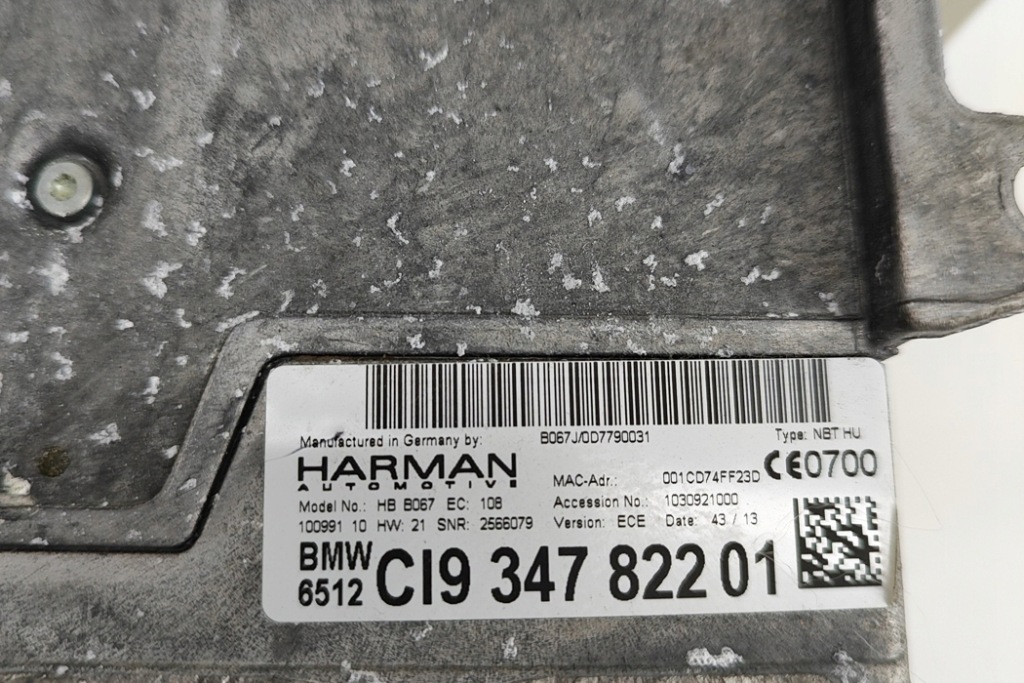 Manufactured in Germany by: B067J/0D7790031 Type: NBT HU
HARMAN
AUTOMOTIVE
MAC-Adr.: 001CD74FF23D CE0700
Model No.: HB B067 EC: 108 Accession No.: 1030921000
100991 10 HW: 21 SNR: 2566079 Version: ECE Date: 43 / 13
BMW
6512 CI9 347 822 01